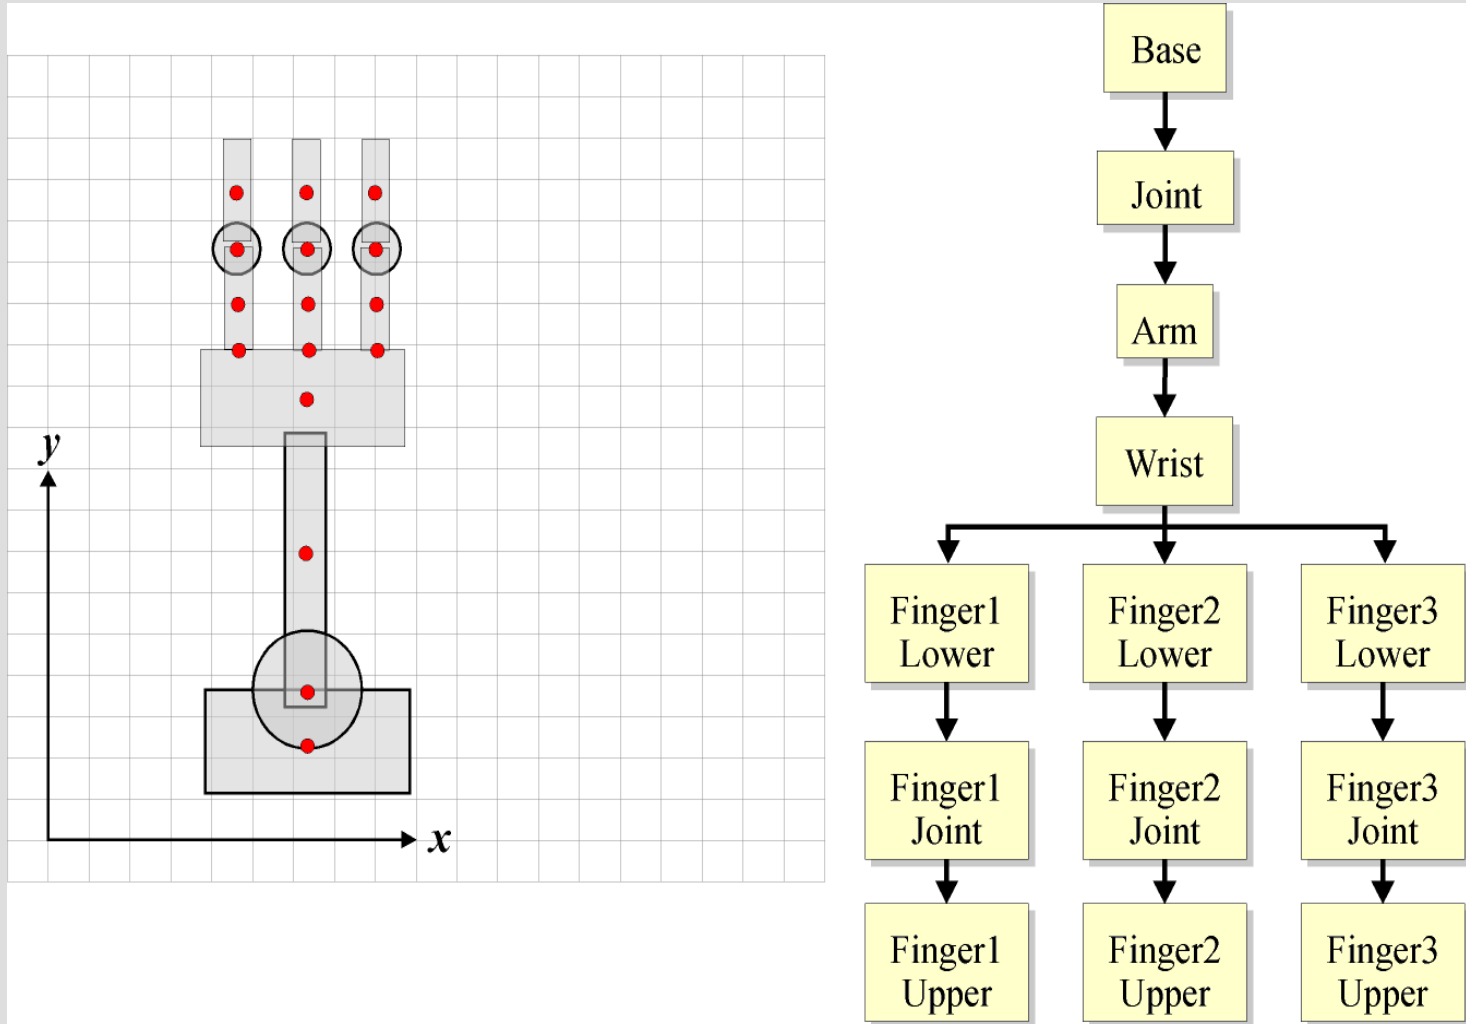 y
x
Base
Joint
Arm
Wrist
Finger1
Lower
Finger2
Lower
Finger3
Lower
Finger1
Joint
Finger2
Joint
Finger3
Joint
Finger1
Upper
Finger2
Upper
Finger3
Upper